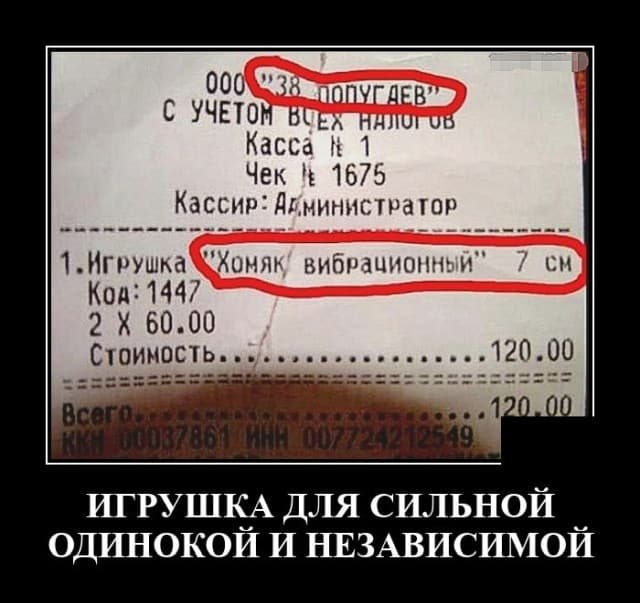 ООО "38 ПОПУГАЕВ"
С УЧЕТОМ ВСЕХ НАЛОГОВ
Касса № 1
Чек № 1675
Кассир: Администратор
1.Игрушка "Хомяк вибрационный" 7 см
Код: 1447
2 X 60.00
Стоимость....................120.00
Всего.........................120.00
ККН 00037861 ИНН 007724212549
ИГРУШКА ДЛЯ СИЛЬНОЙ
ОДИНОКОЙ И НЕЗАВИСИМОЙ